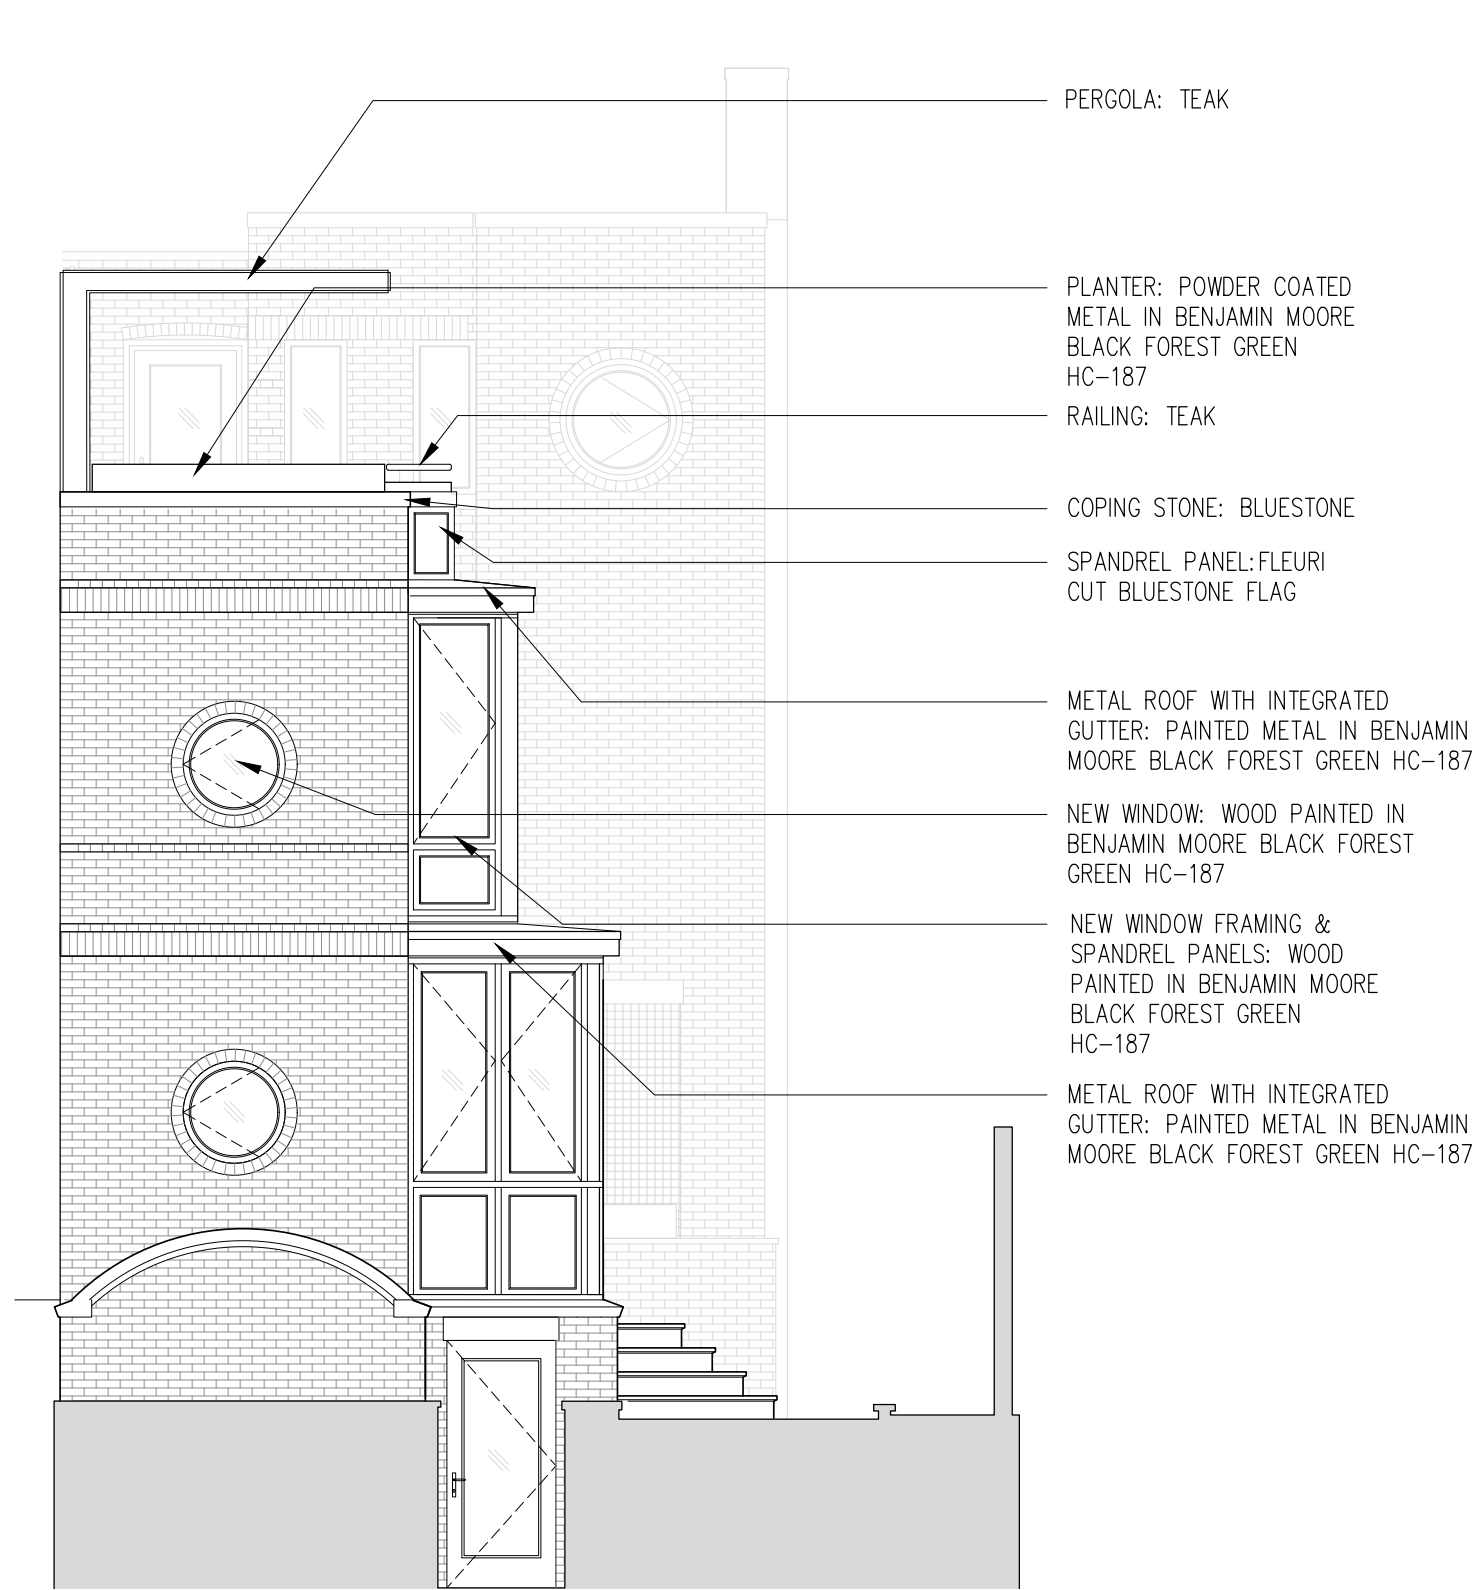 PERGOLA: TEAK
PLANTER: POWDER COATED
METAL IN BENJAMIN MOORE
BLACK FOREST GREEN
HC-187
RAILING: TEAK
COPING STONE: BLUESTONE
SPANDREL PANEL:FLEURI
CUT BLUESTONE FLAG
METAL ROOF WITH INTEGRATED
GUTTER: PAINTED METAL IN BENJAMIN
MOORE BLACK FOREST GREEN HC-187
NEW WINDOW: WOOD PAINTED IN
BENJAMIN MOORE BLACK FOREST
GREEN HC-187
NEW WINDOW FRAMING &
SPANDREL PANELS: WOOD
PAINTED IN BENJAMIN MOORE
BLACK FOREST GREEN
HC-187
METAL ROOF WITH INTEGRATED
GUTTER: PAINTED METAL IN BENJAMIN
MOORE BLACK FOREST GREEN HC-187